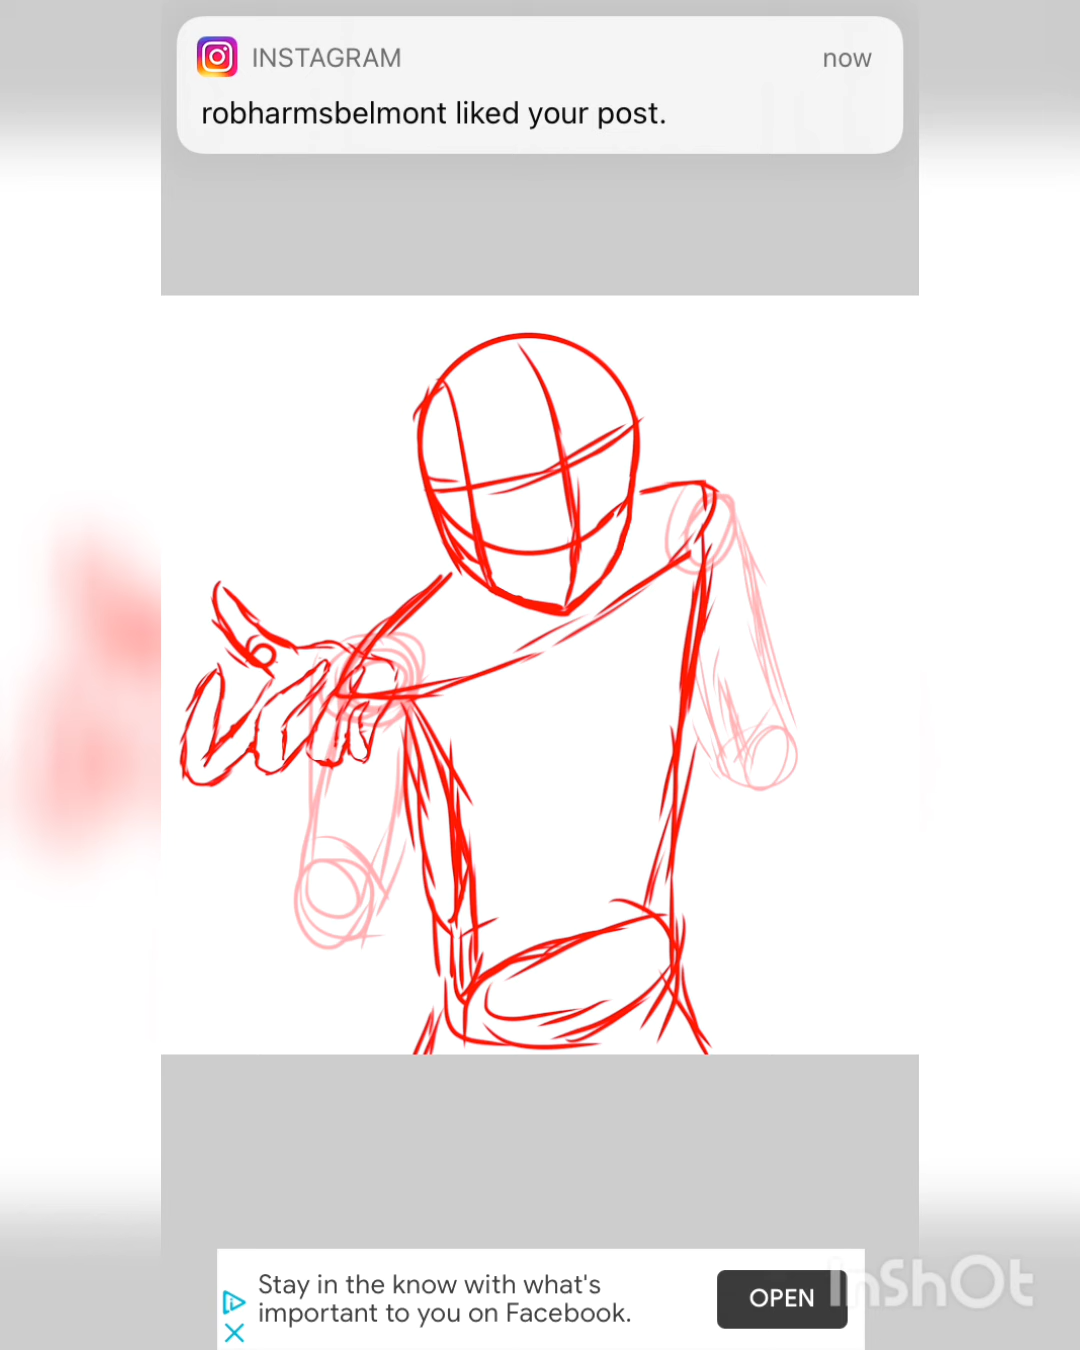 INSTAGRAM now
robharmsbelmont liked your post.
Stay in the know with what's
important to you on Facebook.
OPEN
InShOt